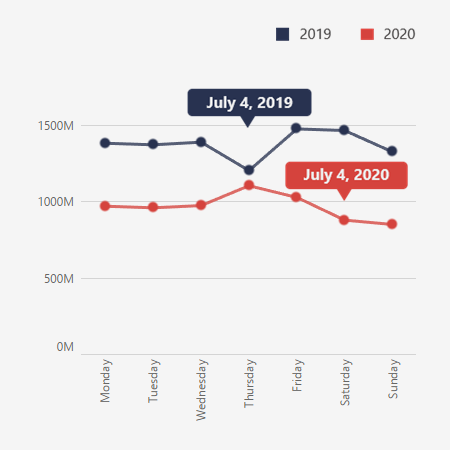 2019 2020
July 4, 2019
1500M
July 4, 2020
1000M
500M
0M
Monday
Tuesday
Wednesday
Thursday
Friday
Saturday
Sunday